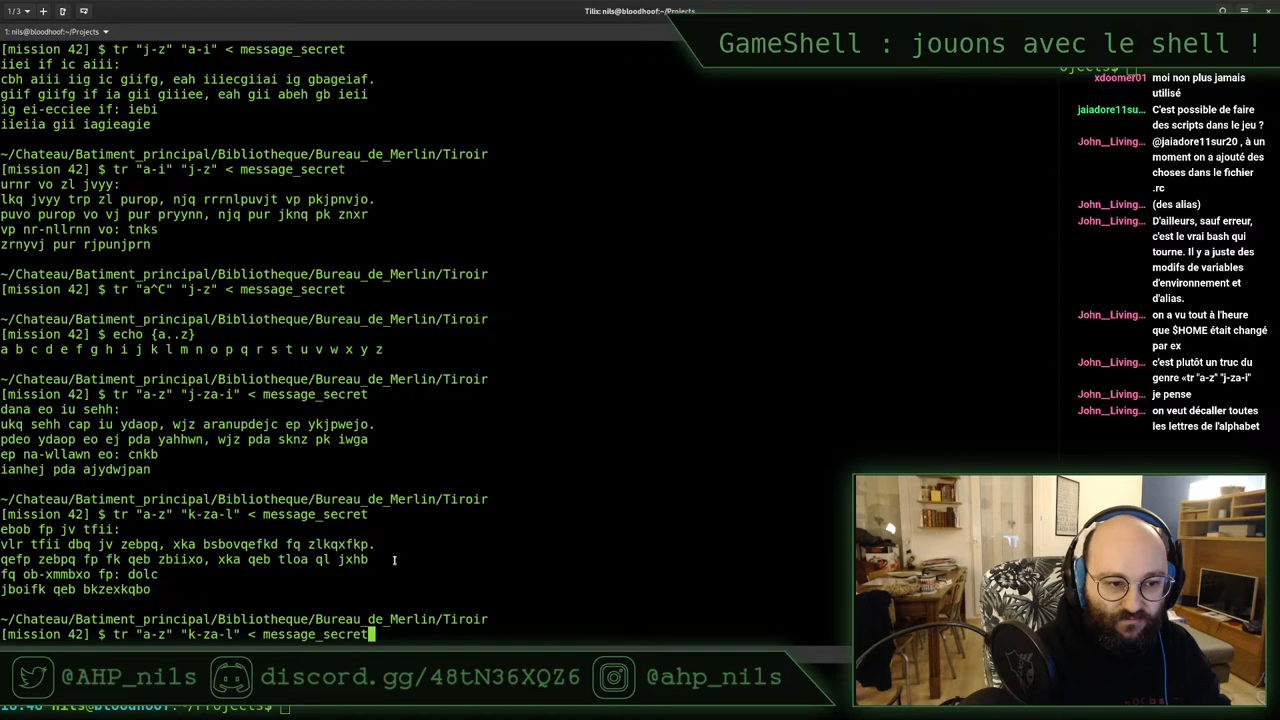 1/3
Tilix: nils@bloodhoof:~/Projects
1: nils@bloodhoof:~/Projects
GameShell : jouons avec le shell !
[mission 42] $ tr "j-z" "a-i" < message_secret
iiei if ic aiii:
cbh aiii iig ic giifg, eah iiiecgiiai ig gbageiaf.
giif giifg if ia gii giiiee, eah gii abeh gb ieii
ig ei-ecciee if: iebi
iieiia gii iagieagie
~/Chateau/Batiment_principal/Bibliotheque/Bureau_de_Merlin/Tiroir
[mission 42] $ tr "a-i" "j-z" < message_secret
urnr vo zl jvyy:
lkq jvyy trp zl purop, njq rrrnlpuvjt vp pkjpnvjo.
puvo purop vo vj pur pryynn, njq pur jknq pk znxr
vp nr-nllrnn vo: tnks
zrnyvj pur rjpunjprn
~/Chateau/Batiment_principal/Bibliotheque/Bureau_de_Merlin/Tiroir
[mission 42] $ tr "a^C" "j-z" < message_secret
~/Chateau/Batiment_principal/Bibliotheque/Bureau_de_Merlin/Tiroir
[mission 42] $ echo {a..z}
a b c d e f g h i j k l m n o p q r s t u v w x y z
~/Chateau/Batiment_principal/Bibliotheque/Bureau_de_Merlin/Tiroir
[mission 42] $ tr "a-z" "j-za-i" < message_secret
dana eo iu sehh:
ukq sehh cap iu ydaop, wjz aranupdejc ep ykjpwejo.
pdeo ydaop eo ej pda yahhwn, wjz pda sknz pk iwga
ep na-wllawn eo: cnkb
ianhej pda ajydwjpan
~/Chateau/Batiment_principal/Bibliotheque/Bureau_de_Merlin/Tiroir
[mission 42] $ tr "a-z" "k-za-l" < message_secret
ebob fp jv tfii:
vlr tfii dbq jv zebpq, xka bsbovqefkd fq zlkqxfkp.
qefp zebpq fp fk qeb zbiixo, xka qeb tloa ql jxhb
fq ob-xmmbxo fp: dolc
jboifk qeb bkzexkqbo
~/Chateau/Batiment_principal/Bibliotheque/Bureau_de_Merlin/Tiroir
[mission 42] $ tr "a-z" "k-za-l" < message_secret
xdoomer01 moi non plus jamais
utilisé
jaiadore11su… C'est possible de faire
des scripts dans le jeu ?
John__Living… @jaiadore11sur20 , à un
moment on a ajouté des
choses dans le fichier
.rc
John__Living… (des alias)
John__Living… D'ailleurs, sauf erreur,
c'est le vrai bash qui
tourne. Il y a juste des
modifs de variables
d'environnement et
d'alias.
John__Living… on a vu tout à l'heure
que $HOME était changé
par ex
John__Living… c'est plutôt un truc du
genre «tr "a-z" "j-za-i"
John__Living… je pense
John__Living… on veut décaller toutes
les lettres de l'alphabet
@AHP_nils
discord.gg/48tN36XQZ6
@ahp_nils